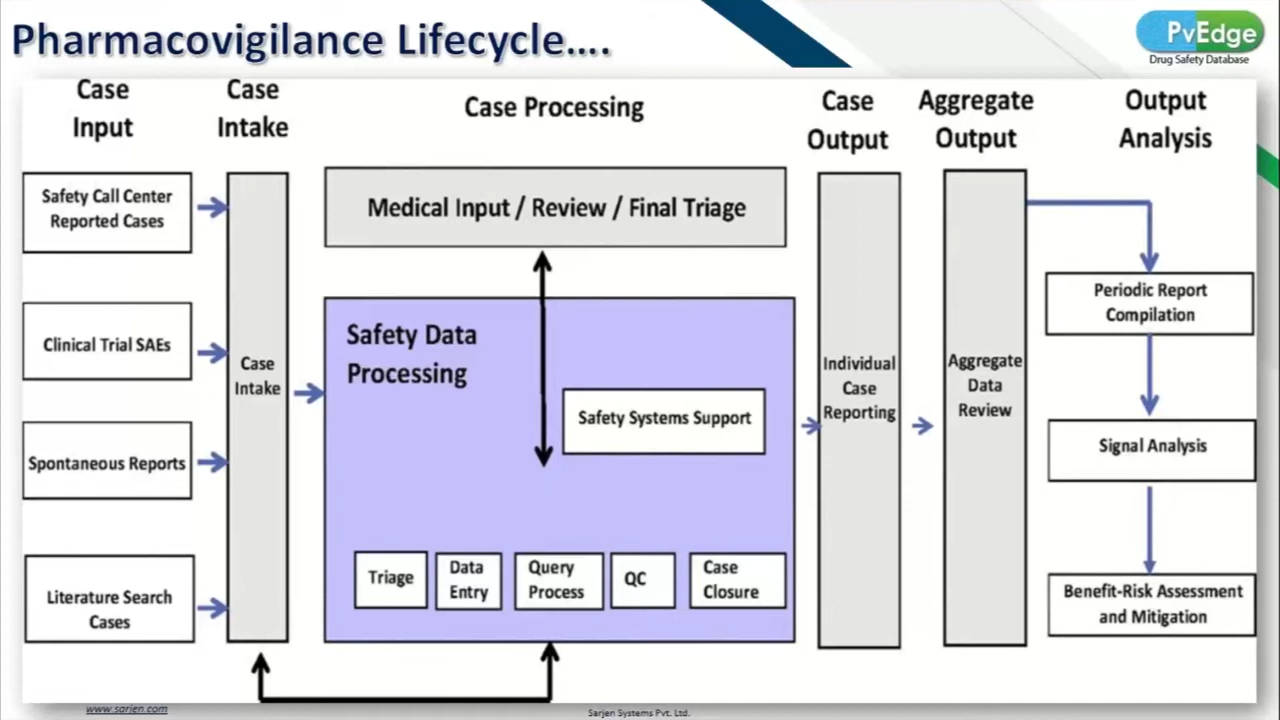 Pharmacovigilance Lifecycle....
PvEdge
Drug Safety Database
Case
Input
Case
Intake
Case Processing
Case
Output
Aggregate
Output
Output
Analysis
Safety Call Center
Reported Cases
Clinical Trial SAEs
Spontaneous Reports
Literature Search
Cases
Case
Intake
Medical Input / Review / Final Triage
Safety Data
Processing
Safety Systems Support
Triage
Data
Entry
Query
Process
QC
Case
Closure
Individual
Case
Reporting
Aggregate
Data
Review
Periodic Report
Compilation
Signal Analysis
Benefit-Risk Assessment
and Mitigation
www.sarjen.com
Sarjen Systems Pvt. Ltd.